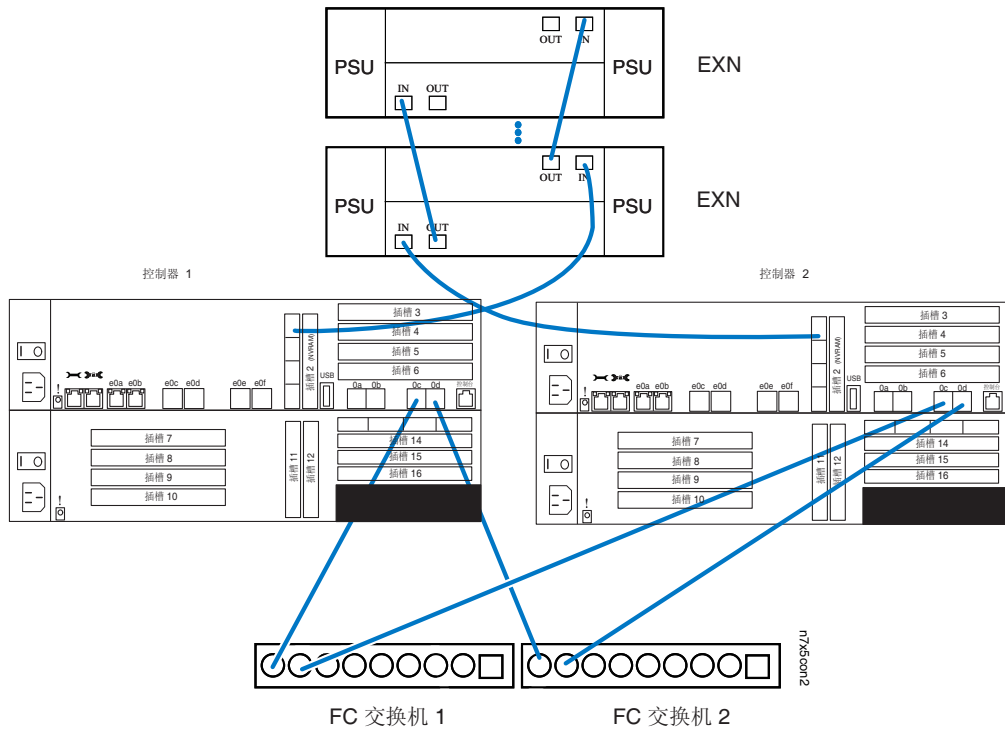 OUT IN
PSU PSU EXN
IN OUT
OUT IN
PSU PSU EXN
IN OUT
控制器 1
插槽 3
插槽 4
插槽 5
插槽 6
插槽 2 (NVRAM)
USB
! e0a e0b e0c e0d e0e e0f 0a 0b 0c 0d 控制台
插槽 7
插槽 8
插槽 9
插槽 10
插槽 11
插槽 12
插槽 14
插槽 15
插槽 16
!
控制器 2
插槽 3
插槽 4
插槽 5
插槽 6
插槽 2 (NVRAM)
USB
! e0a e0b e0c e0d e0e e0f 0a 0b 0c 0d 控制台
插槽 7
插槽 8
插槽 9
插槽 10
插槽 11
插槽 12
插槽 14
插槽 15
插槽 16
!
FC 交换机 1
FC 交换机 2
n7x5con2